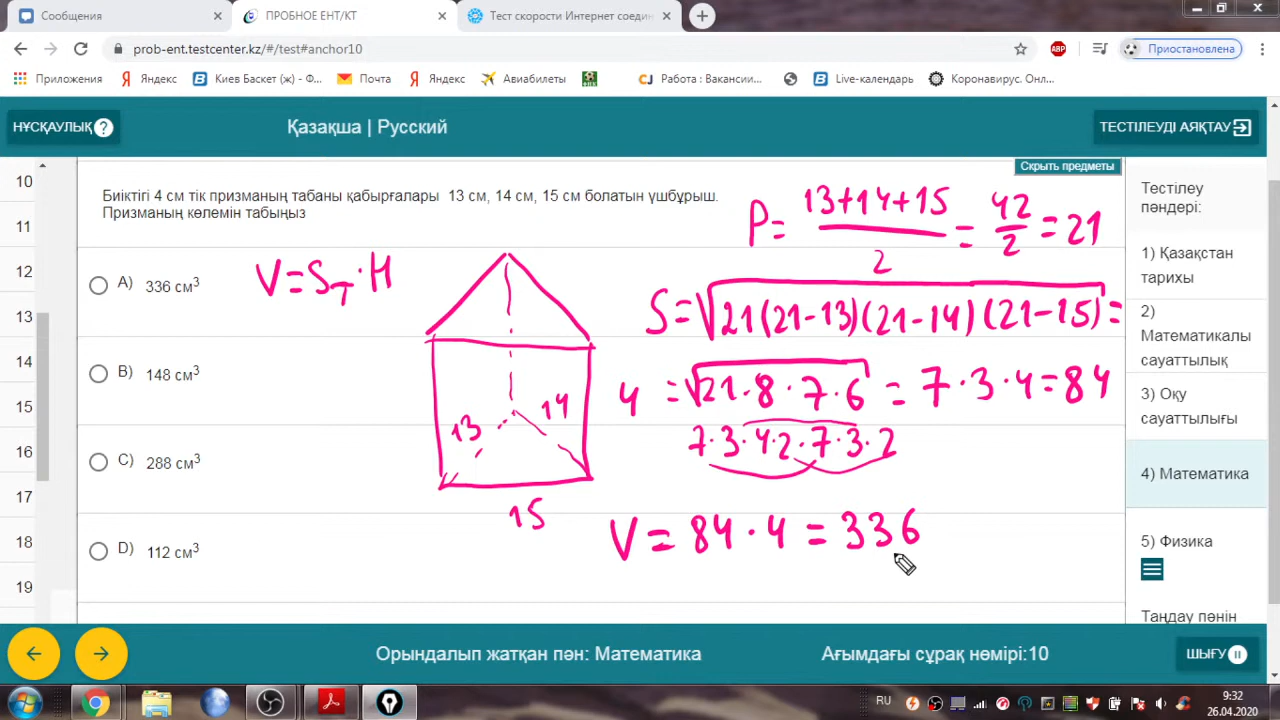 Сообщения
ПРОБНОЕ ЕНТ/КТ
Тест скорости Интернет соедин
prob-ent.testcenter.kz/#/test#anchor10
ABP
Приостановлена
Приложения
Яндекс
Киев Баскет (ж) - Ф...
Почта
Яндекс
Авиабилеты
Работа : Вакансии...
Live-календарь
Коронавирус. Онл...
НҰСҚАУЛЫҚ ?
Қазақша | Русский
ТЕСТІЛЕУДІ АЯҚТАУ
Скрыть предметы
10
11
12
13
14
15
16
17
18
19
Биіктігі 4 см тік призманың табаны қабырғалары 13 см, 14 см, 15 см болатын үшбұрыш.
Призманың көлемін табыңыз
A) 336 см³
B) 148 см³
C) 288 см³
D) 112 см³
V=Sт·H
13
14
15
P= 13+14+15/2 = 42/2 = 21
S=√21(21-13)(21-14)(21-15) =
4 = √21·8·7·6 = 7·3·4=84
7·3·4·2·7·3·2
V = 84·4 = 336
Тестілеу
пәндері:
1) Қазақстан
тарихы
2)
Математикалы
сауаттылық
3) Оқу
сауаттылығы
4) Математика
5) Физика
Таңдау пәнін
Орындалып жатқан пән: Математика
Ағымдағы сұрақ нөмірі:10
ШЫҒУ
RU
9:32
26.04.2020